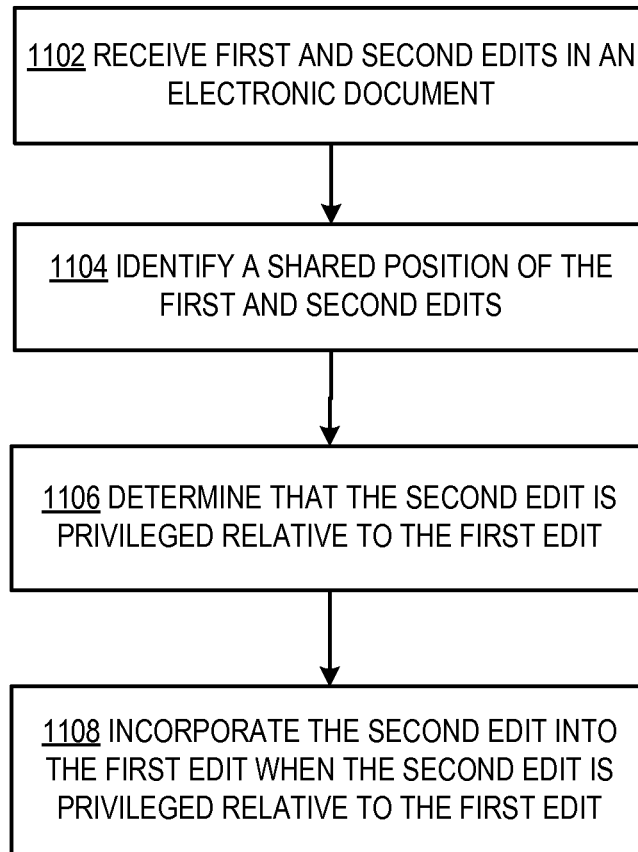 1102 RECEIVE FIRST AND SECOND EDITS IN AN
ELECTRONIC DOCUMENT
1104 IDENTIFY A SHARED POSITION OF THE
FIRST AND SECOND EDITS
1106 DETERMINE THAT THE SECOND EDIT IS
PRIVILEGED RELATIVE TO THE FIRST EDIT
1108 INCORPORATE THE SECOND EDIT INTO
THE FIRST EDIT WHEN THE SECOND EDIT IS
PRIVILEGED RELATIVE TO THE FIRST EDIT